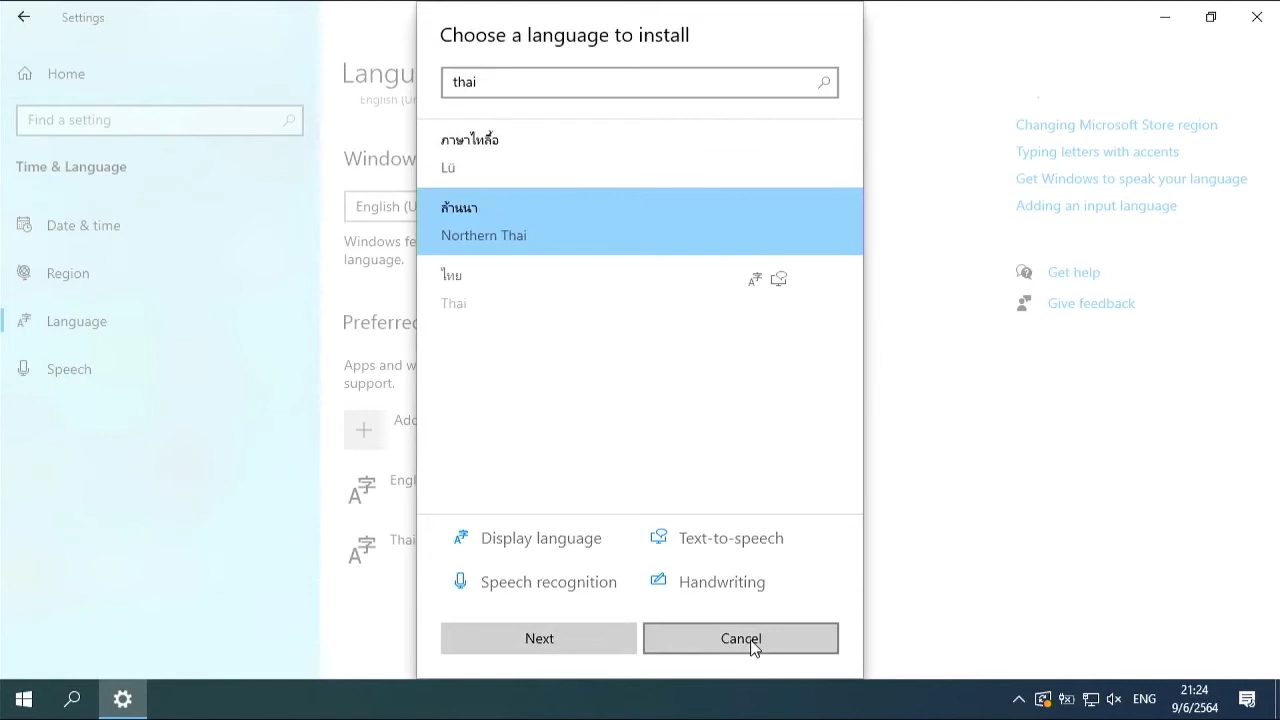 Settings
Home
Find a setting
Time & Language
Date & time
Region
Language
Speech
Langu
English (U
Window
English (U
Windows fe
language.
Preferred
Apps and w
support.
Add
Engl
Thai
Choose a language to install
thai
ภาษาไทลื้อ
Lü
ล้านนา
Northern Thai
ไทย
Thai
Display language
Text-to-speech
Speech recognition
Handwriting
Next
Cancel
Changing Microsoft Store region
Typing letters with accents
Get Windows to speak your language
Adding an input language
Get help
Give feedback
ENG
21:24
9/6/2564